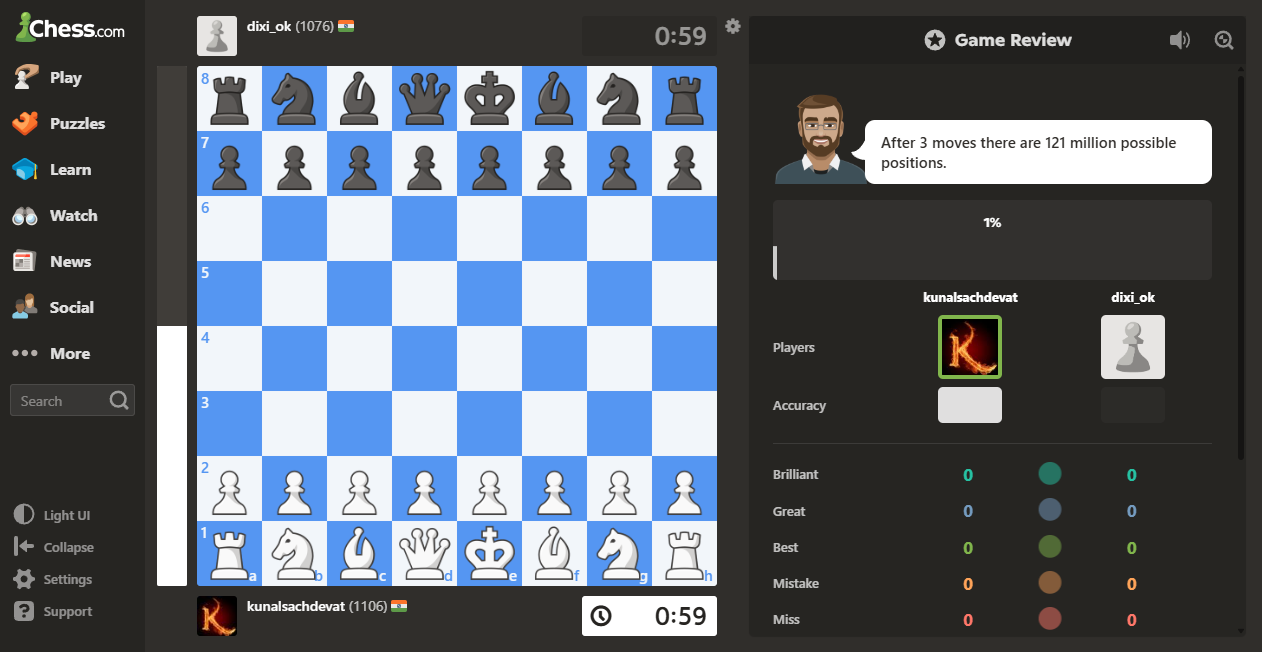 Chess.com
Play
Puzzles
Learn
Watch
News
Social
More
Search
Light UI
Collapse
Settings
Support
dixi_ok (1076)
0:59
8
7
6
5
4
3
2
1
a b c d e f g h
kunalsachdevat (1106)
0:59
Game Review
After 3 moves there are 121 million possible
positions.
1%
kunalsachdevat dixi_ok
Players
K
Accuracy
Brilliant 0 0
Great 0 0
Best 0 0
Mistake 0 0
Miss 0 0
K